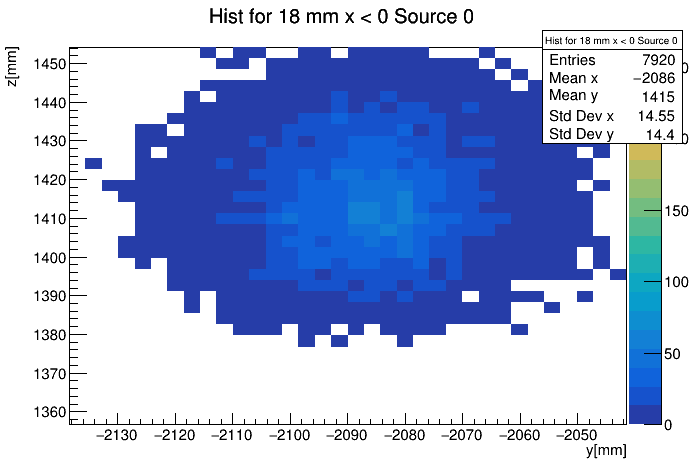 Hist for 18 mm x < 0 Source 0
z[mm]
Hist for 18 mm x < 0 Source 0
Entries 7920
Mean x −2086
Mean y 1415
Std Dev x 14.55
Std Dev y 14.4
1450
1440
1430
1420
1410
1400
1390
1380
1370
1360
0
0
150
100
50
0
−2130 −2120 −2110 −2100 −2090 −2080 −2070 −2060 −2050
y[mm]